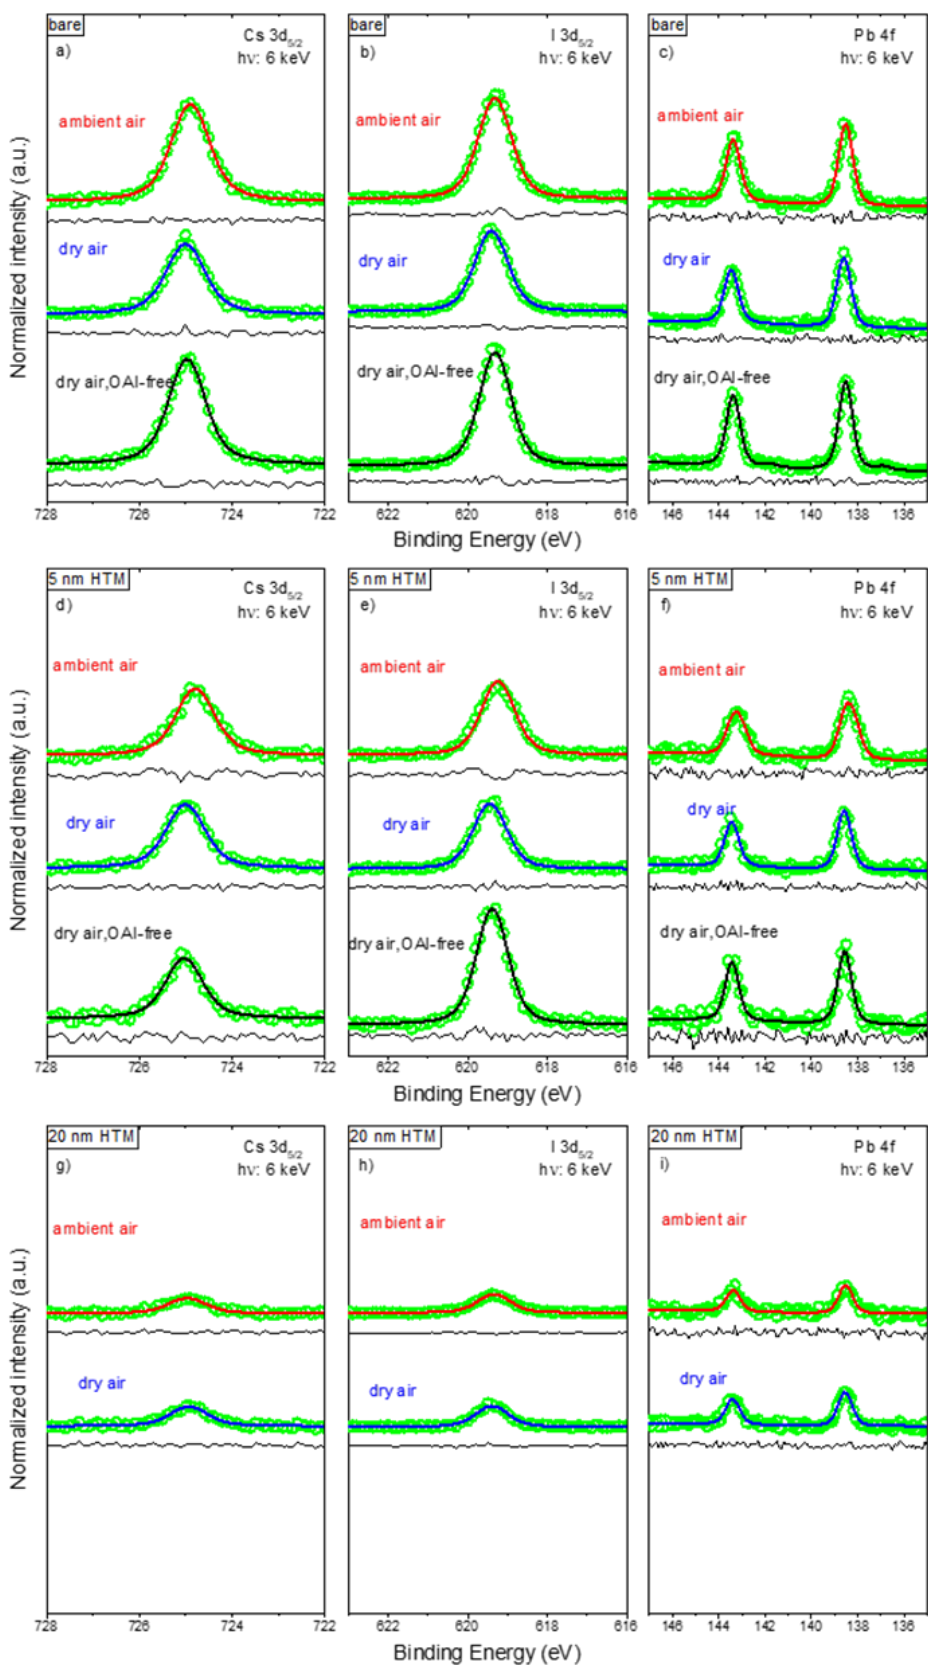 bare
a)
Cs 3d5/2
hν: 6 keV
ambient air
dry air
dry air,OAI-free
728 726 724 722
bare
b)
I 3d5/2
hν: 6 keV
ambient air
dry air
dry air,OAI-free
622 620 618 616
bare
c)
Pb 4f
hν: 6 keV
ambient air
dry air
dry air,OAI-free
146 144 142 140 138 136
Normalized intensity (a.u.)
Binding Energy (eV)
5 nm HTM
d)
Cs 3d5/2
hν: 6 keV
ambient air
dry air
dry air,OAI-free
728 726 724 722
5 nm HTM
e)
I 3d5/2
hν: 6 keV
ambient air
dry air
dry air,OAI-free
622 620 618 616
5 nm HTM
f)
Pb 4f
hν: 6 keV
ambient air
dry air
dry air,OAI-free
146 144 142 140 138 136
Normalized intensity (a.u.)
Binding Energy (eV)
20 nm HTM
g)
Cs 3d5/2
hν: 6 keV
ambient air
dry air
728 726 724 722
20 nm HTM
h)
I 3d5/2
hν: 6 keV
ambient air
dry air
622 620 618 616
20 nm HTM
i)
Pb 4f
hν: 6 keV
ambient air
dry air
146 144 142 140 138 136
Normalized intensity (a.u.)
Binding Energy (eV)